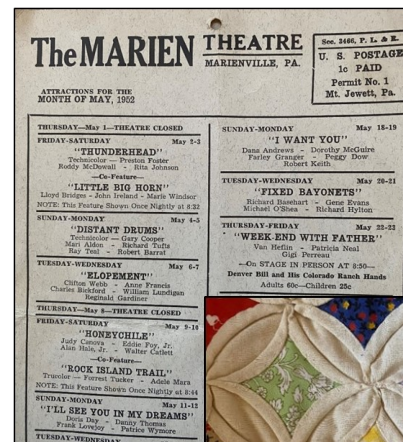 The MARIEN THEATRE
MARIENVILLE, PA.
Sec. 3466, P. L. & R.
U. S. POSTAGE
1c PAID
Permit No. 1
Mt. Jewett, Pa.
ATTRACTIONS FOR THE
MONTH OF MAY, 1952
THURSDAY—May 1—THEATRE CLOSED
FRIDAY-SATURDAY May 2-3
"THUNDERHEAD"
Technicolor — Preston Foster
Roddy McDowall - Rita Johnson
—Co-Feature—
"LITTLE BIG HORN"
Lloyd Bridges - John Ireland - Marie Windsor
NOTE: This Feature Shown Once Nightly at 8:32
SUNDAY-MONDAY May 4-5
"DISTANT DRUMS"
Technicolor — Gary Cooper
Mari Aldon - Richard
Ray Teal - Robert Barrat
TUESDAY-WEDNESDAY May 6-7
"ELOPEMENT"
Clifton Webb - Anne Francis
Charles Bickford - William Lundigan
Reginald Gardiner
THURSDAY—May 8—THEATRE CLOSED
FRIDAY-SATURDAY May 9-10
"HONEYCHILE"
Judy Canova - Eddie Foy, Jr.
Alan Hale, Jr. - Walter Catlett
—Co-Feature—
"ROCK ISLAND TRAIL"
Trucolor — Forrest Tucker - Adele Mara
NOTE: This Feature Shown Once Nightly at 8:44
SUNDAY-MONDAY May 11-12
"I'LL SEE YOU IN MY DREAMS"
Doris Day - Danny Thomas
Frank Lovejoy - Patrice Wymore
TUESDAY-WEDNESDAY
SUNDAY-MONDAY May 18-19
"I WANT YOU"
Dana Andrews - Dorothy McGuire
Farley Granger - Peggy Dow
Robert Keith
TUESDAY-WEDNESDAY May 20-21
"FIXED BAYONETS"
Richard Basehart - Gene Evans
Michael O'Shea - Richard Hylton
THURSDAY-FRIDAY May 22-23
"WEEK-END WITH FATHER"
Van Heflin - Patricia Neal
Gigi Perreau
—On STAGE IN PERSON AT 8:50—
Denver Bill and His Colorado Ranch Hands
Adults 60c—Children 25c